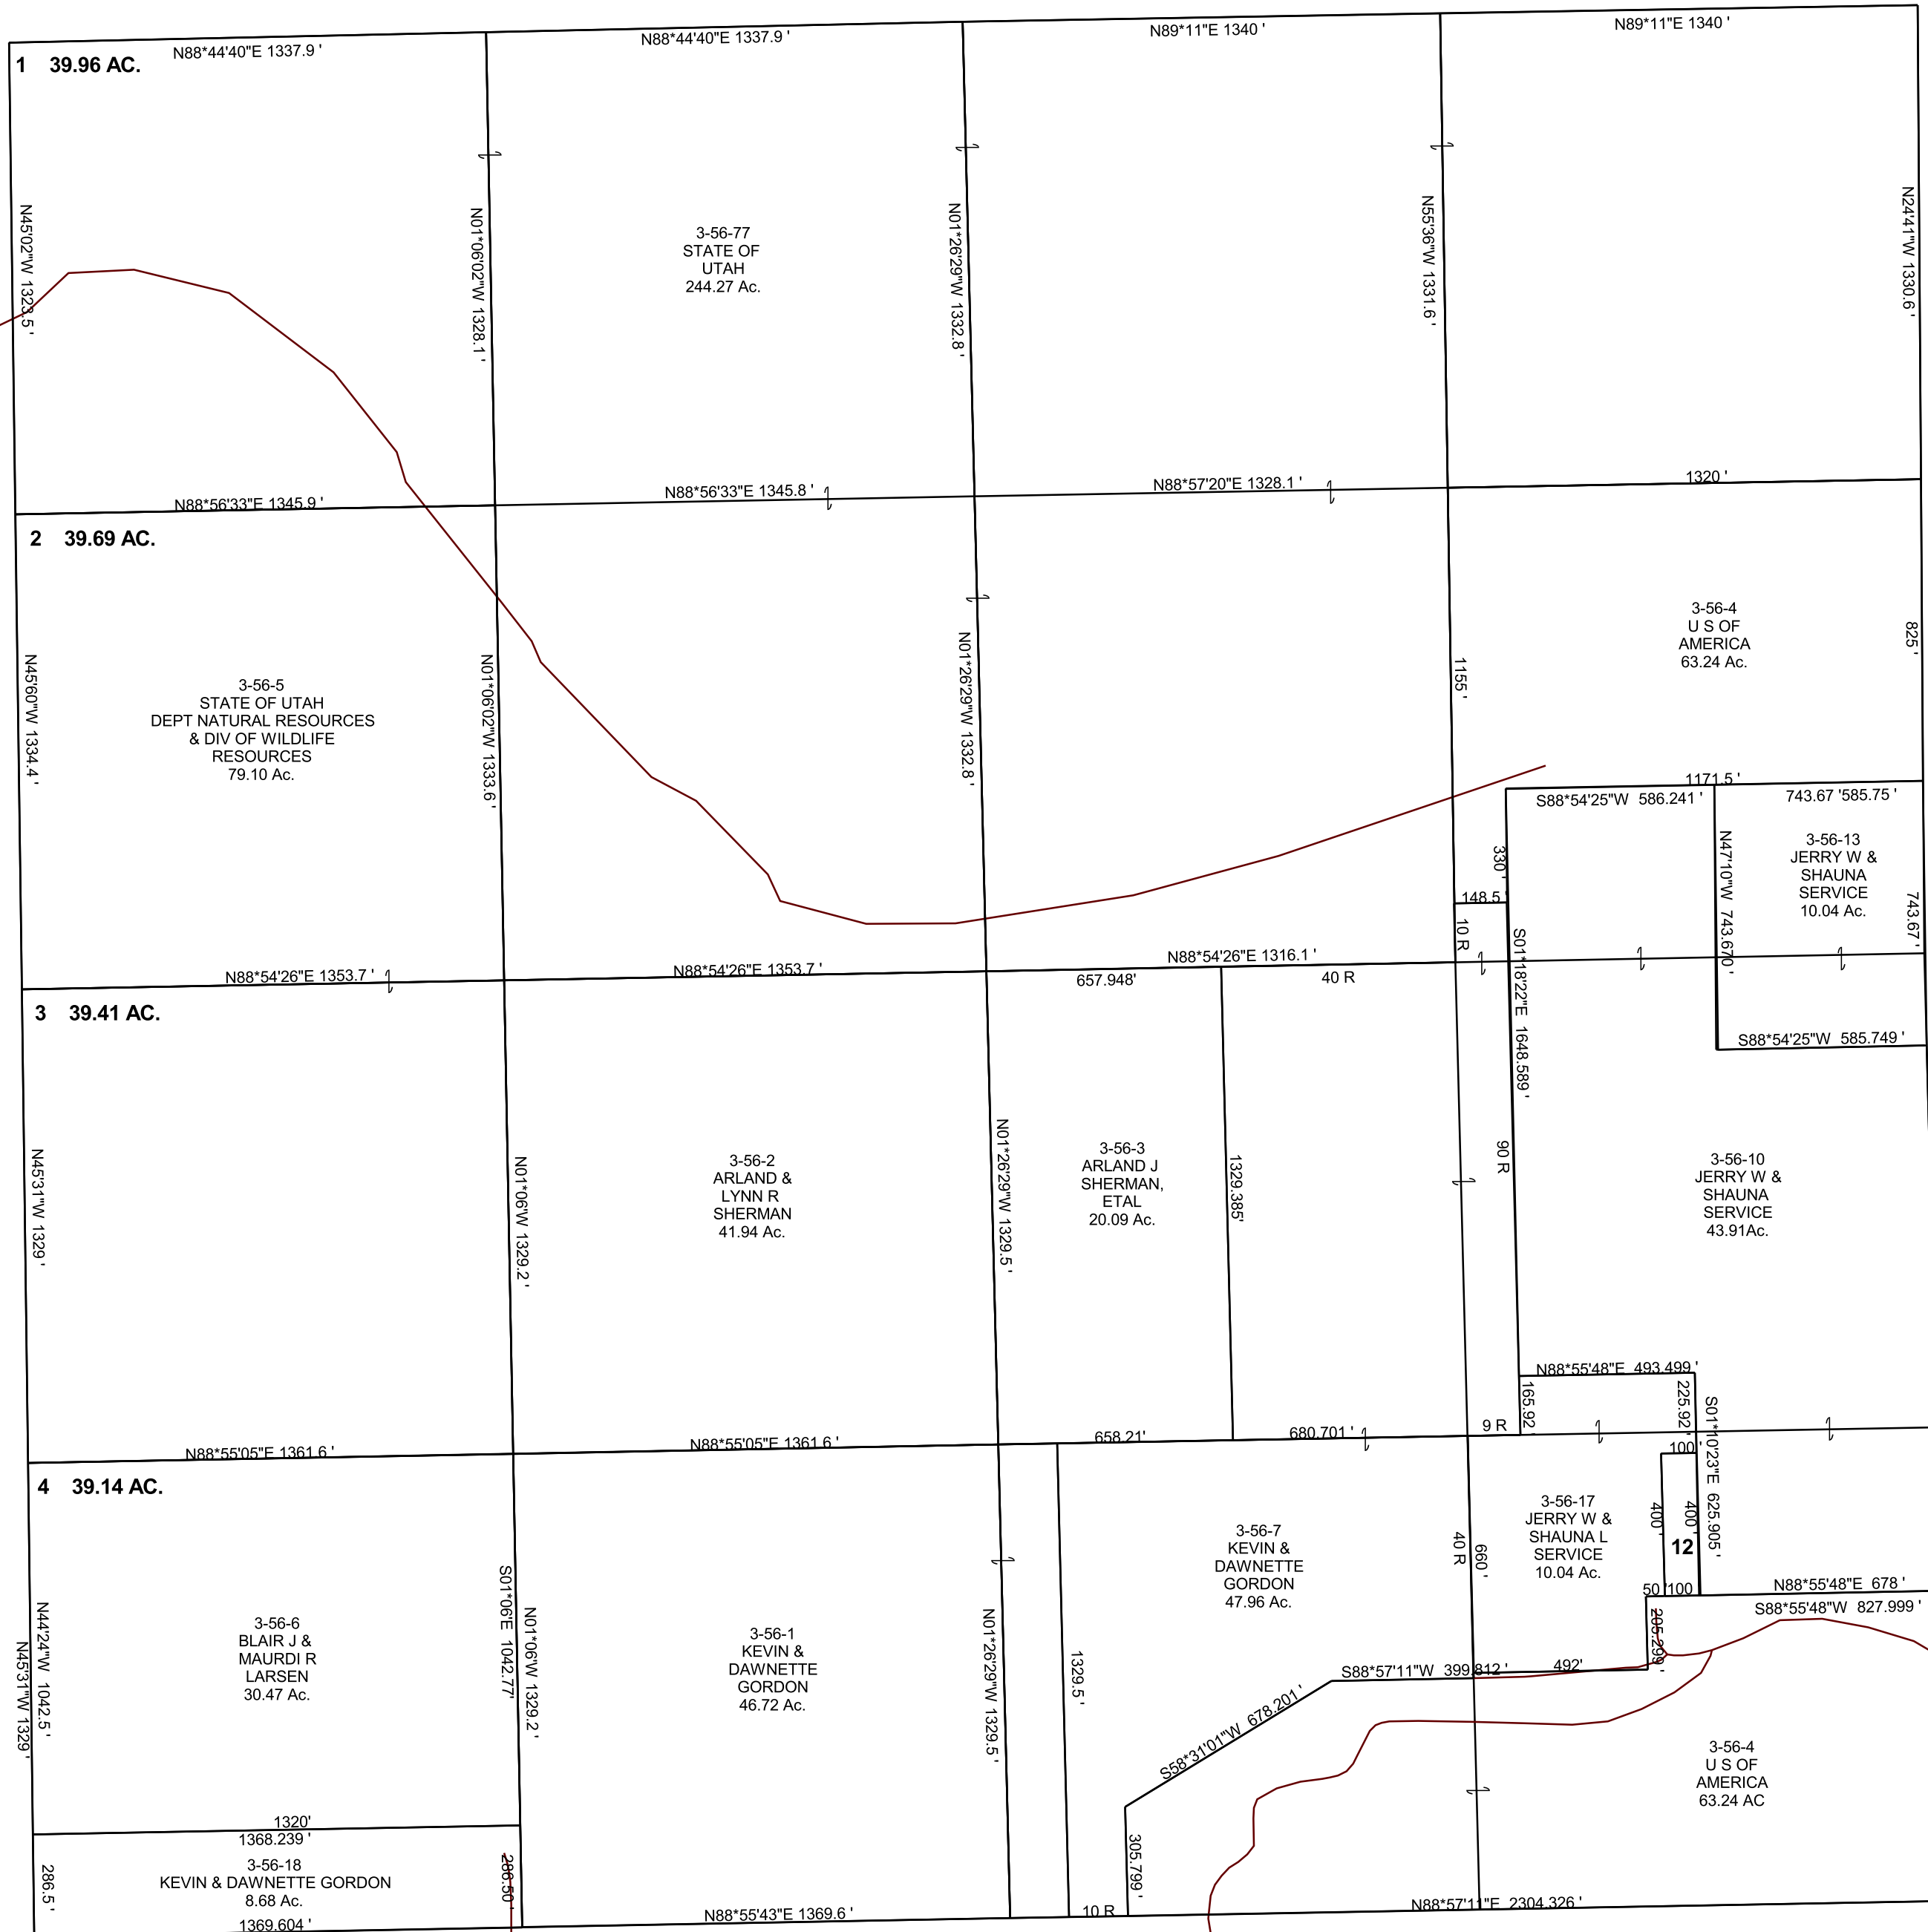 N88*44'40"E 1337.9 '
N88*44'40"E 1337.9 '
N89*11"E 1340 '
N89*11"E 1340 '
1 39.96 AC.
N45'02"W 1323.5 '
N01*06'02"W 1328.1 '
3-56-77
STATE OF
UTAH
244.27 Ac.
N01*26'29"W 1332.8 '
N55'36"W 1331.6 '
N24'41"W 1330.6 '
N88*56'33"E 1345.9 '
N88*56'33"E 1345.8 '
N88*57'20"E 1328.1 '
1320 '
2 39.69 AC.
N45'60"W 1334.4 '
3-56-5
STATE OF UTAH
DEPT NATURAL RESOURCES
& DIV OF WILDLIFE
RESOURCES
79.10 Ac.
N01*06'02"W 1333.6 '
N01*26'29"W 1332.8 '
1155 '
3-56-4
U S OF
AMERICA
63.24 Ac.
825 '
1171.5 '
S88*54'25"W 586.241 '
743.67 '585.75 '
330 '
148.5 '
10 R
N47'10"W 743.670 '
3-56-13
JERRY W &
SHAUNA
SERVICE
10.04 Ac.
743.67 '
N88*54'26"E 1353.7 '
N88*54'26"E 1353.7 '
N88*54'26"E 1316.1 '
657.948'
40 R
S01*18'22"E 1648.589 '
S88*54'25"W 585.749 '
3 39.41 AC.
N45'31"W 1329 '
N01*06'W 1329.2 '
3-56-2
ARLAND &
LYNN R
SHERMAN
41.94 Ac.
N01*26'29"W 1329.5 '
3-56-3
ARLAND J
SHERMAN,
ETAL
20.09 Ac.
1329.385'
90 R
3-56-10
JERRY W &
SHAUNA
SERVICE
43.91Ac.
N88*55'48"E 493.499 '
165.92 '
225.92 '
N88*55'05"E 1361.6 '
N88*55'05"E 1361.6 '
658.21'
680.701 '
9 R
100 '
S01*10'23"E 625.905 '
4 39.14 AC.
N44'24"W 1042.5 '
N45'31"W 1329 '
3-56-6
BLAIR J &
MAURDI R
LARSEN
30.47 Ac.
S01*06'E 1042.77'
N01*06'W 1329.2 '
3-56-1
KEVIN &
DAWNETTE
GORDON
46.72 Ac.
N01*26'29"W 1329.5 '
1329.5 '
3-56-7
KEVIN &
DAWNETTE
GORDON
47.96 Ac.
40 R
660 '
3-56-17
JERRY W &
SHAUNA L
SERVICE
10.04 Ac.
400 '
400 '
12
50 '100
N88*55'48"E 678 '
S88*55'48"W 827.999 '
205.299 '
S88*57'11"W 399.812 '
492'
S58*31'01"W 678.201 '
3-56-4
U S OF
AMERICA
63.24 AC
1320'
1368.239 '
286.5 '
3-56-18
KEVIN & DAWNETTE GORDON
8.68 Ac.
286.50 '
1369.604 '
N88*55'43"E 1369.6 '
10 R
305.799 '
N88*57'11"E 2304.326 '